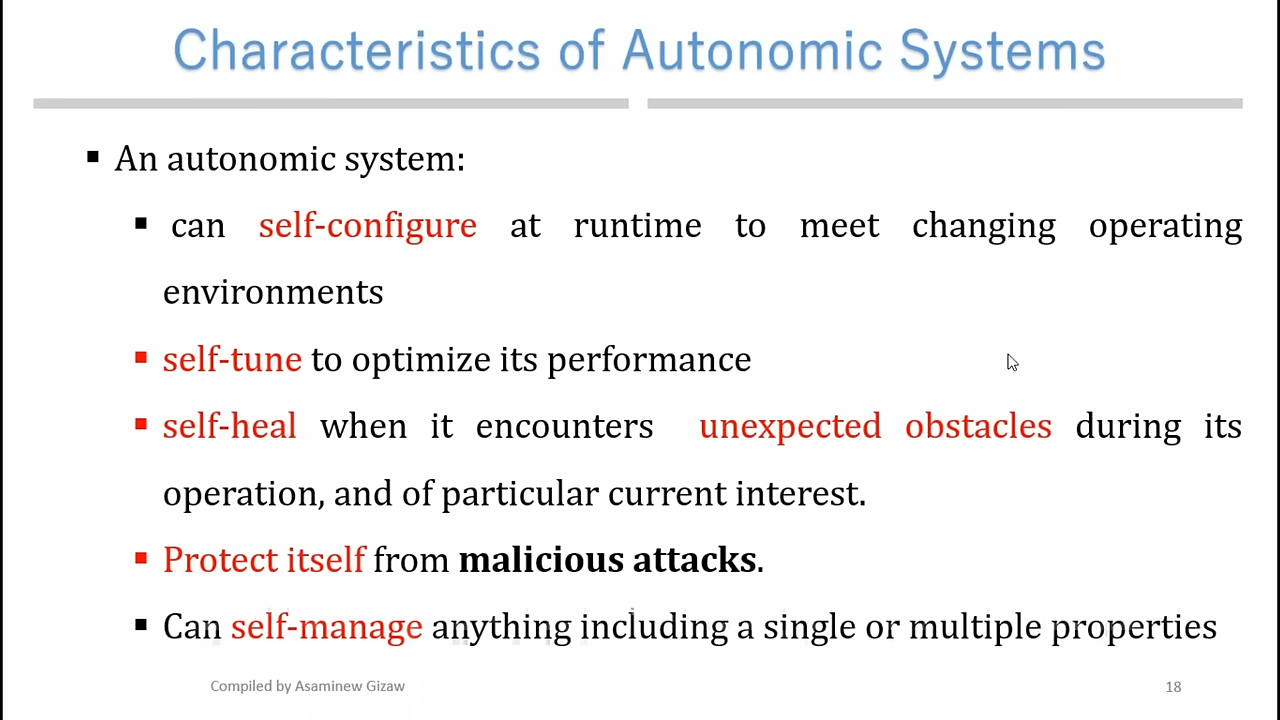 Characteristics of Autonomic Systems
▪ An autonomic system:
▪ can self-configure at runtime to meet changing operating
environments
▪ self-tune to optimize its performance
▪ self-heal when it encounters unexpected obstacles during its
operation, and of particular current interest.
▪ Protect itself from malicious attacks.
▪ Can self-manage anything including a single or multiple properties
Compiled by Asaminew Gizaw
18